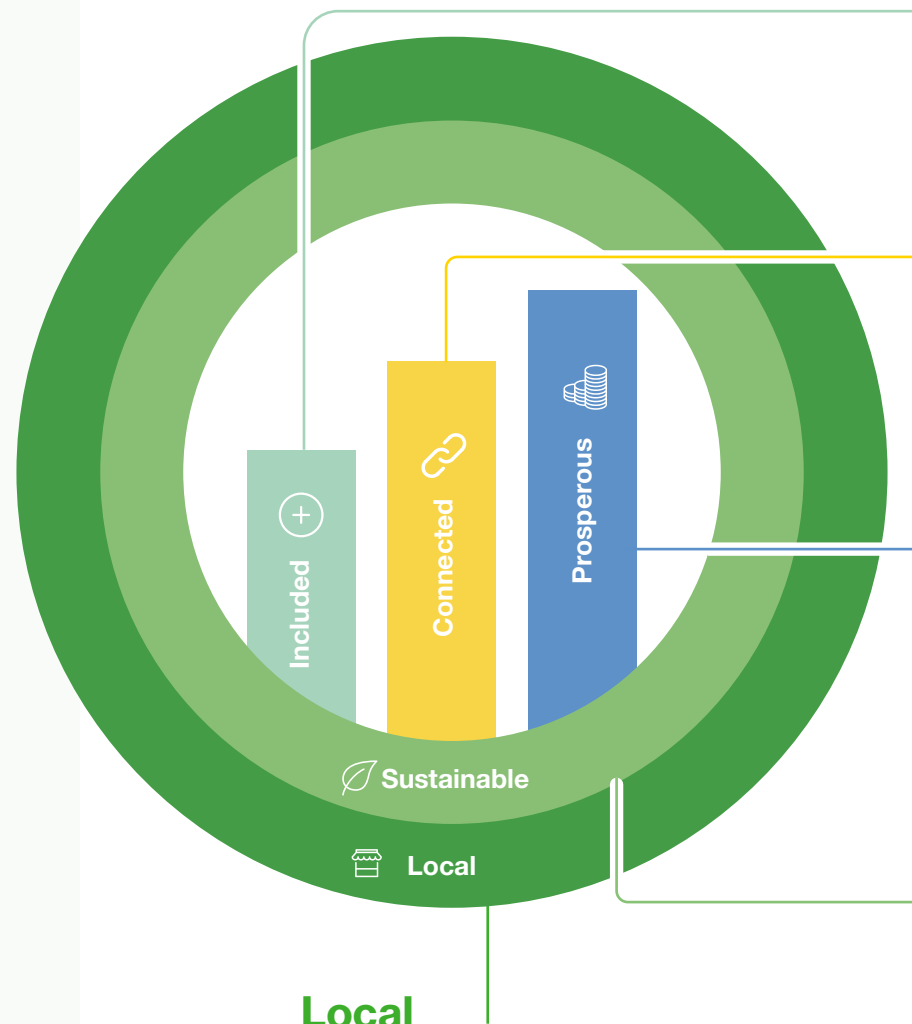 Included
Connected
Prosperous
Sustainable
Local
Local